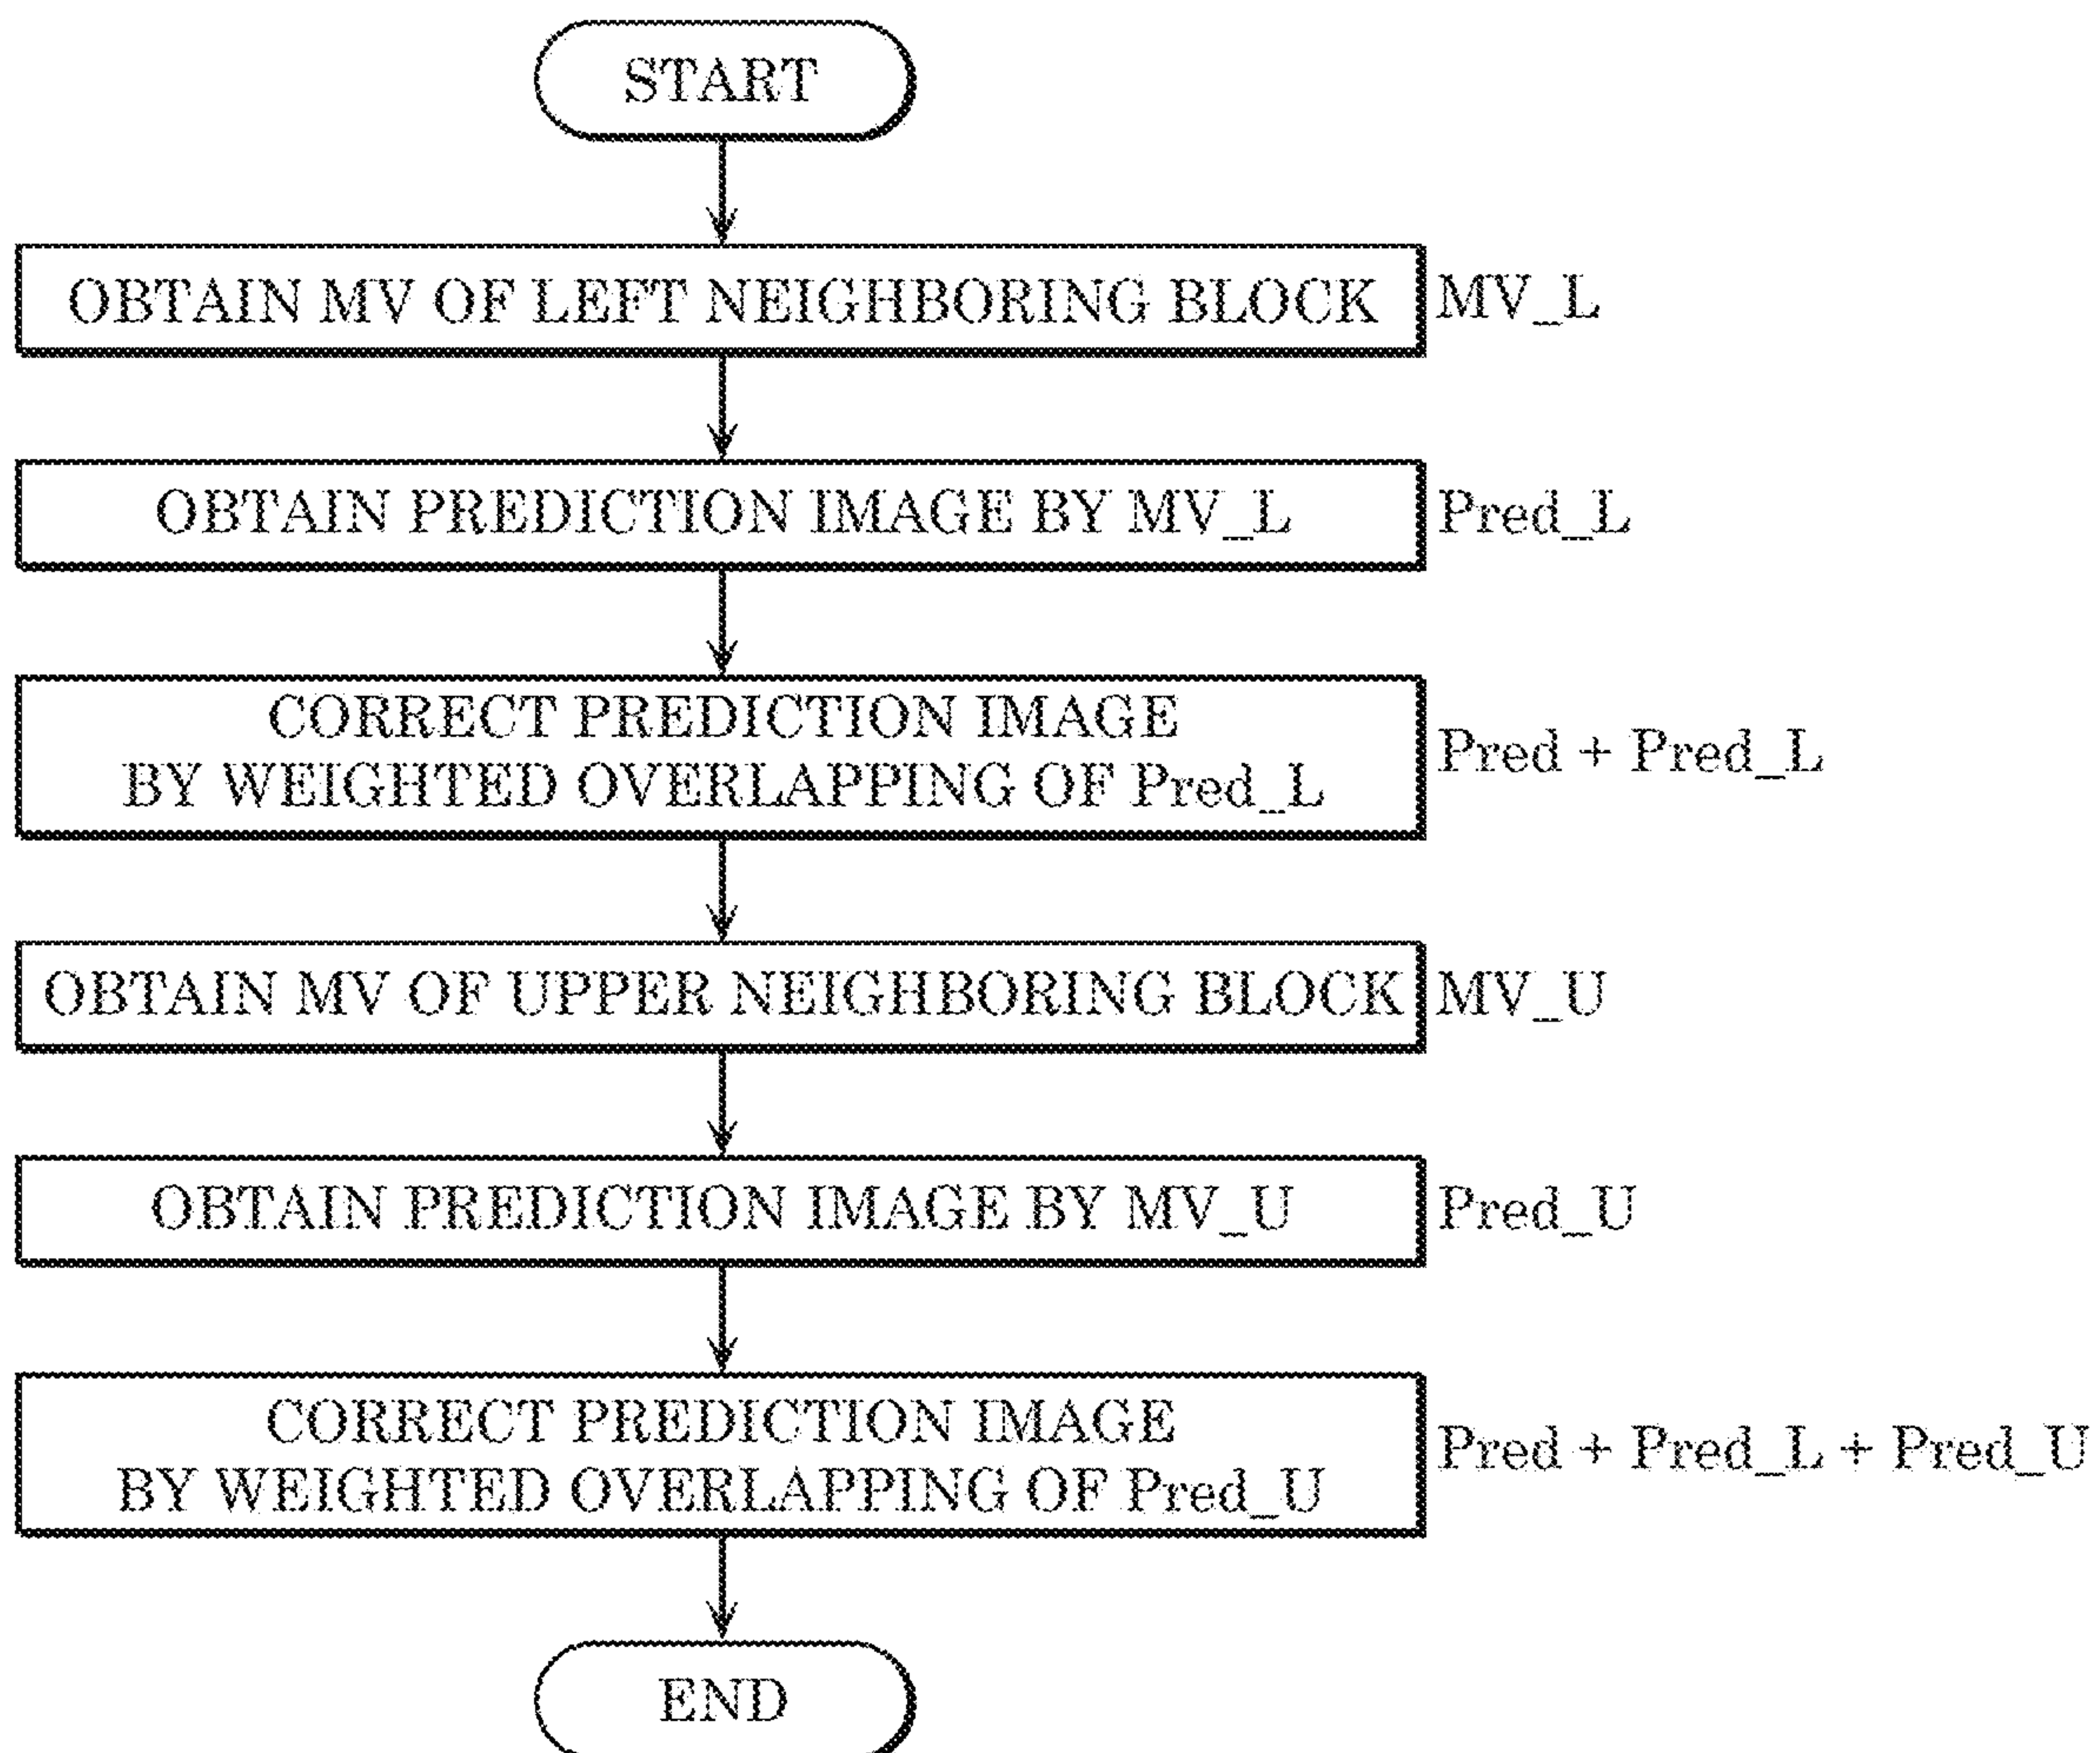 START
OBTAIN MV OF LEFT NEIGHBORING BLOCK MV_L
OBTAIN PREDICTION IMAGE BY MV_L Pred_L
CORRECT PREDICTION IMAGE
BY WEIGHTED OVERLAPPING OF Pred_L
Pred + Pred_L
OBTAIN MV OF UPPER NEIGHBORING BLOCK MV_U
OBTAIN PREDICTION IMAGE BY MV_U Pred_U
CORRECT PREDICTION IMAGE
BY WEIGHTED OVERLAPPING OF Pred_U
Pred + Pred_L + Pred_U
END